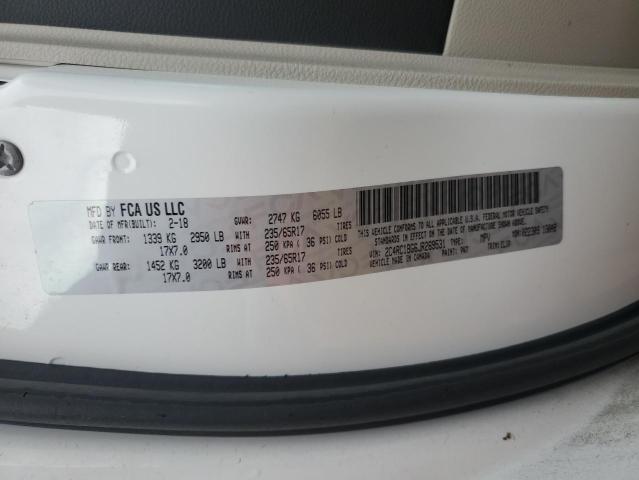 MFD BY FCA US LLC
DATE OF MFR(BUILT): 2-18 GVWR: 2747 KG 6055 LB
GAWR FRONT: 1339 KG 2950 LB WITH 235/65R17 TIRES
17X7.0 RIMS AT 250 KPA ( 36 PSI) COLD
GAWR REAR: 1452 KG 3200 LB WITH 235/65R17 TIRES
17X7.0 RIMS AT 250 KPA ( 36 PSI) COLD
THIS VEHICLE CONFORMS TO ALL APPLICABLE U.S.A. FEDERAL MOTOR VEHICLE SAFETY
STANDARDS IN EFFECT ON THE DATE OF MANUFACTURE SHOWN ABOVE.
VIN: TYPE: MPV MDH:
VEHICLE MADE IN CANADA PAINT: PW7 TRIM: